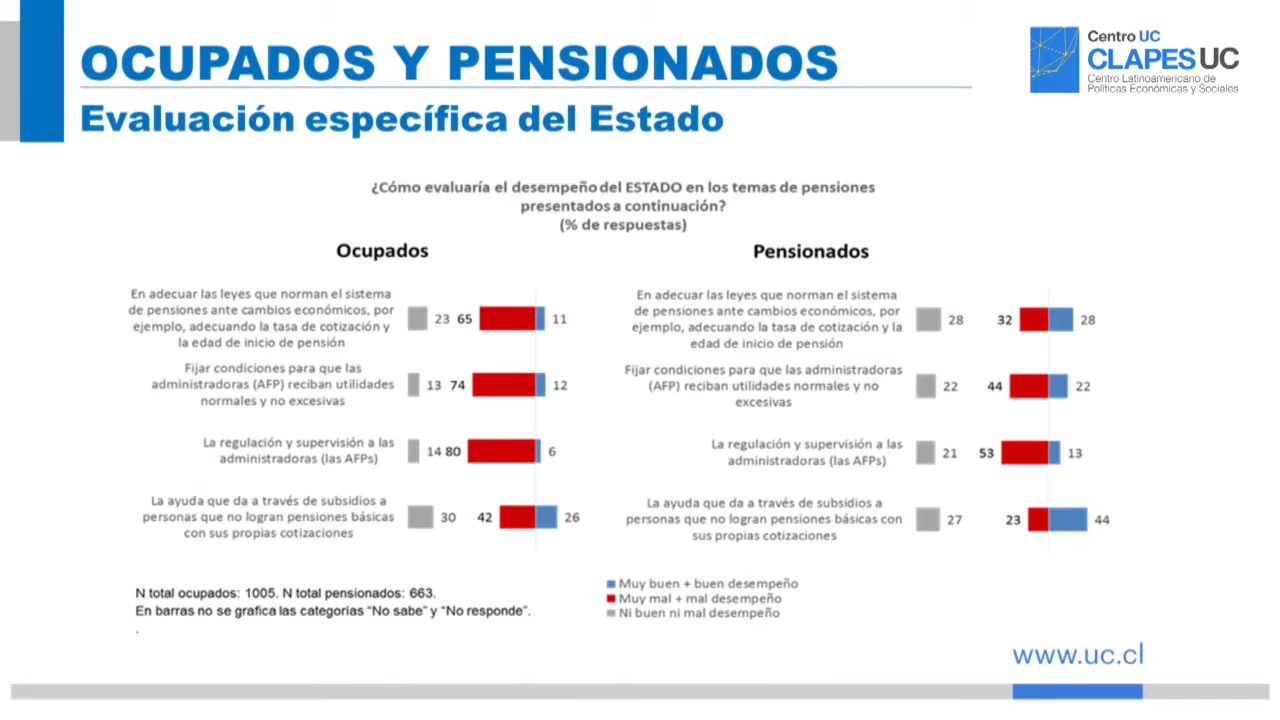 OCUPADOS Y PENSIONADOS
Evaluación específica del Estado
Centro UC
CLAPES UC
Centro Latinoamericano de
Políticas Económicas y Sociales
¿Cómo evaluaría el desempeño del ESTADO en los temas de pensiones
presentados a continuación?
(% de respuestas)
Ocupados
En adecuar las leyes que norman el sistema
de pensiones ante cambios económicos, por
ejemplo, adecuando la tasa de cotización y
la edad de inicio de pensión
23 65 11
Fijar condiciones para que las
administradoras (AFP) reciban utilidades
normales y no excesivas
13 74 12
La regulación y supervisión a las
administradoras (las AFPs)
14 80 6
La ayuda que da a través de subsidios a
personas que no logran pensiones básicas
con sus propias cotizaciones
30 42 26
Pensionados
En adecuar las leyes que norman el sistema
de pensiones ante cambios económicos, por
ejemplo, adecuando la tasa de cotización y la
edad de inicio de pensión
28 32 28
Fijar condiciones para que las administradoras
(AFP) reciban utilidades normales y no
excesivas
22 44 22
La regulación y supervisión a las
administradoras (las AFPs)
21 53 13
La ayuda que da a través de subsidios a
personas que no logran pensiones básicas con
sus propias cotizaciones
27 23 44
N total ocupados: 1005. N total pensionados: 663.
En barras no se grafica las categorías “No sabe” y “No responde”.
.
Muy buen + buen desempeño
Muy mal + mal desempeño
Ni buen ni mal desempeño
www.uc.cl